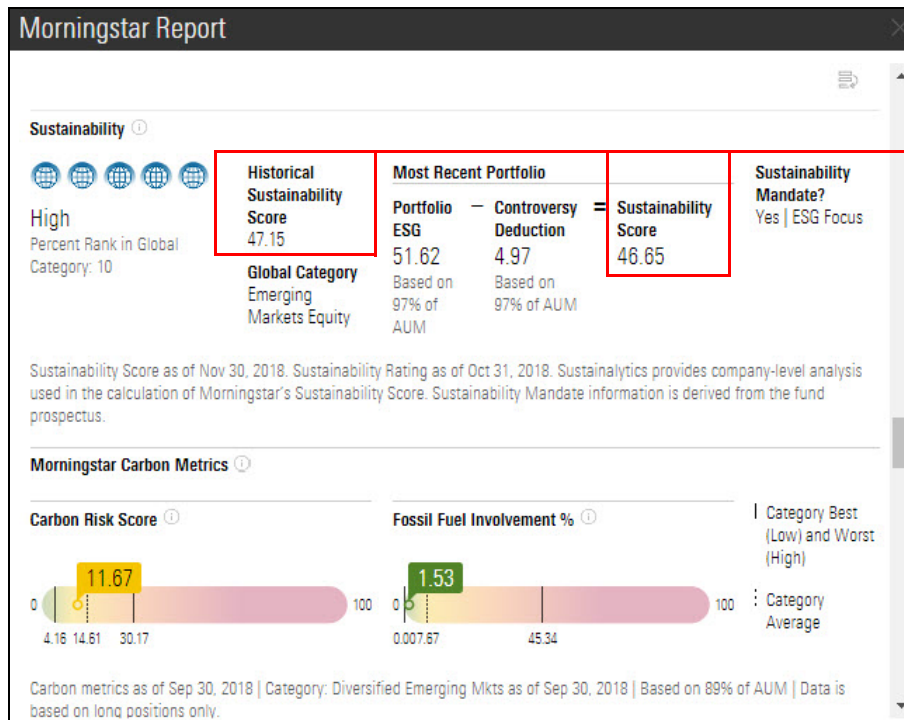 Morningstar Report
Sustainability
High
Percent Rank in Global
Category: 10
Historical
Sustainability
Score
47.15
Global Category
Emerging
Markets Equity
Most Recent Portfolio
Portfolio
ESG
51.62
Based on
97% of
AUM
–
Controversy
Deduction
4.97
Based on
97% of AUM
=
Sustainability
Score
46.65
Sustainability
Mandate?
Yes | ESG Focus
Sustainability Score as of Nov 30, 2018. Sustainability Rating as of Oct 31, 2018. Sustainalytics provides company-level analysis
used in the calculation of Morningstar's Sustainability Score. Sustainability Mandate information is derived from the fund
prospectus.
Morningstar Carbon Metrics
Carbon Risk Score
11.67
0
100
4.16 14.61 30.17
Fossil Fuel Involvement %
1.53
0
100
0.00 7.67 45.34
Category Best
(Low) and Worst
(High)
Category
Average
Carbon metrics as of Sep 30, 2018 | Category: Diversified Emerging Mkts as of Sep 30, 2018 | Based on 89% of AUM | Data is
based on long positions only.